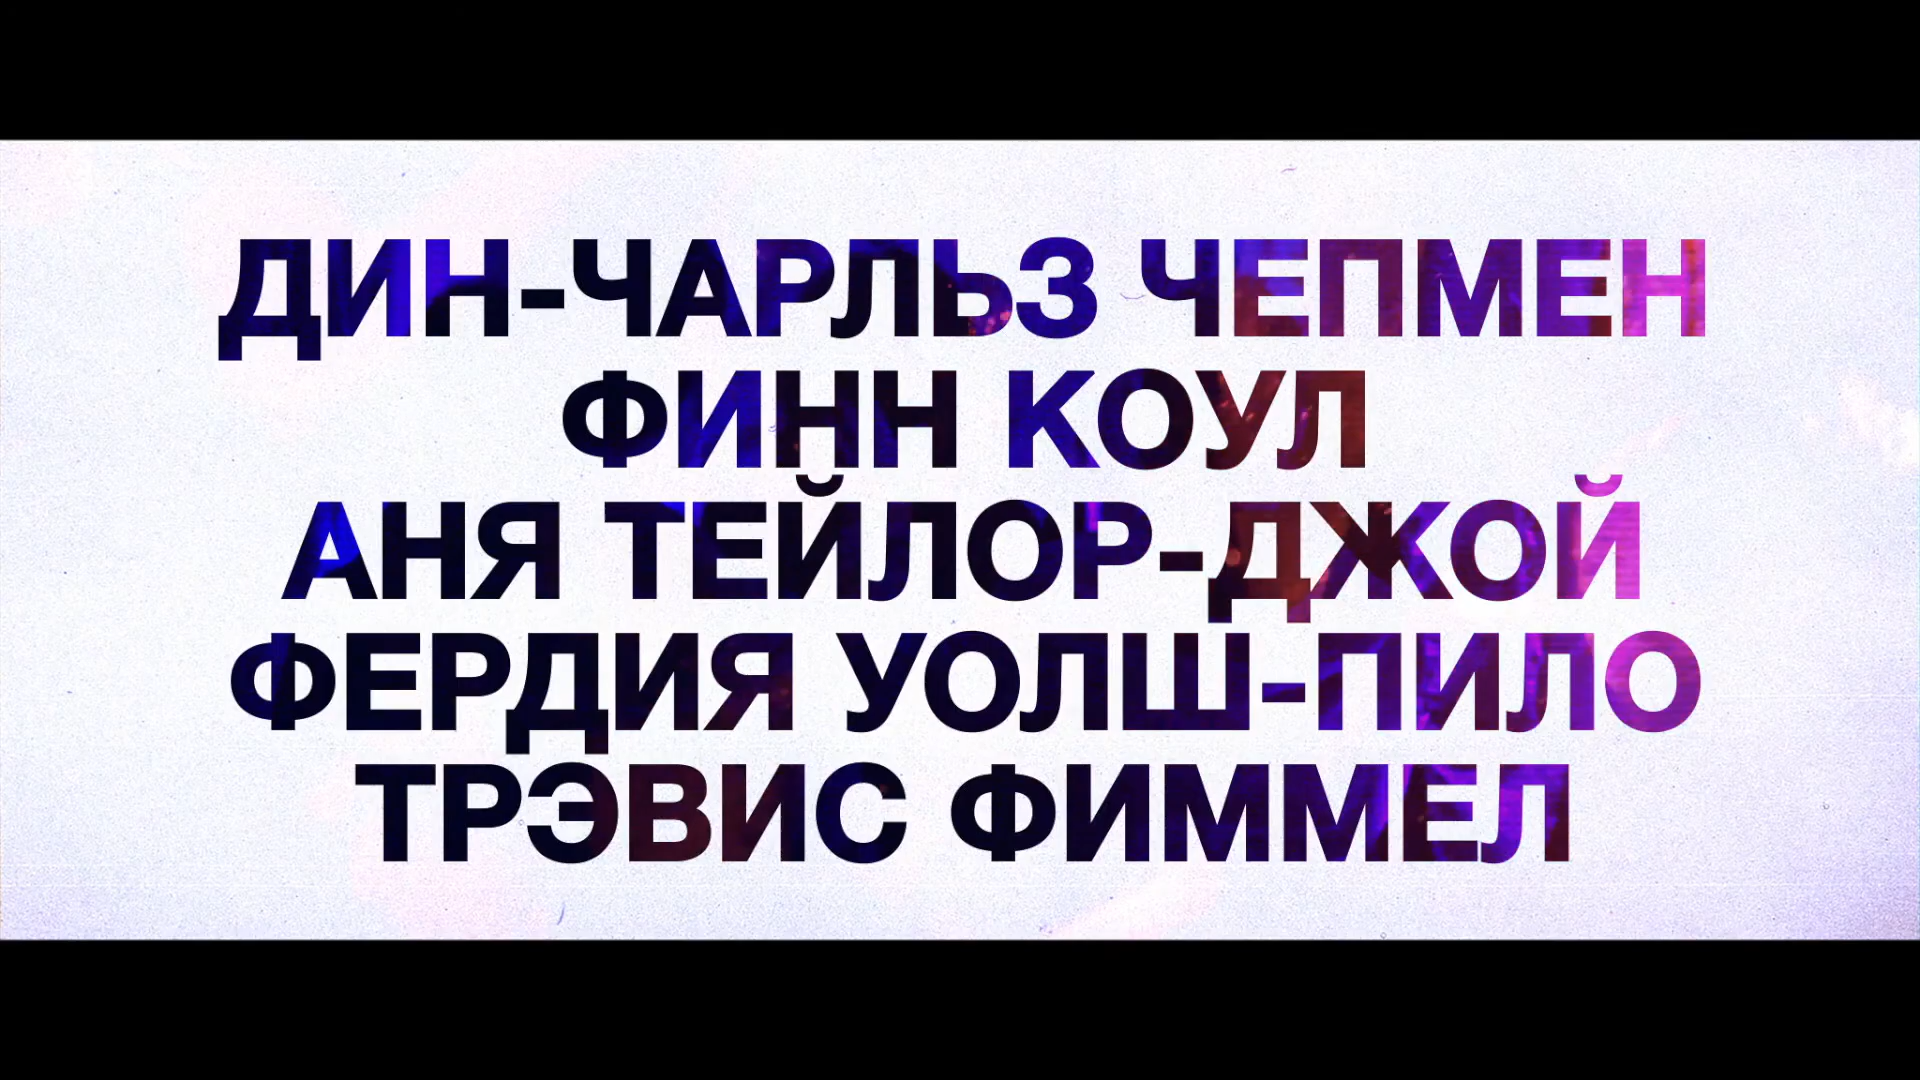 ДИН-ЧАРЛЬЗ ЧЕПМЕН
ФИНН КОУЛ
АНЯ ТЕЙЛОР-ДЖОЙ
ФЕРДИЯ УОЛШ-ПИЛО
ТРЭВИС ФИММЕЛ